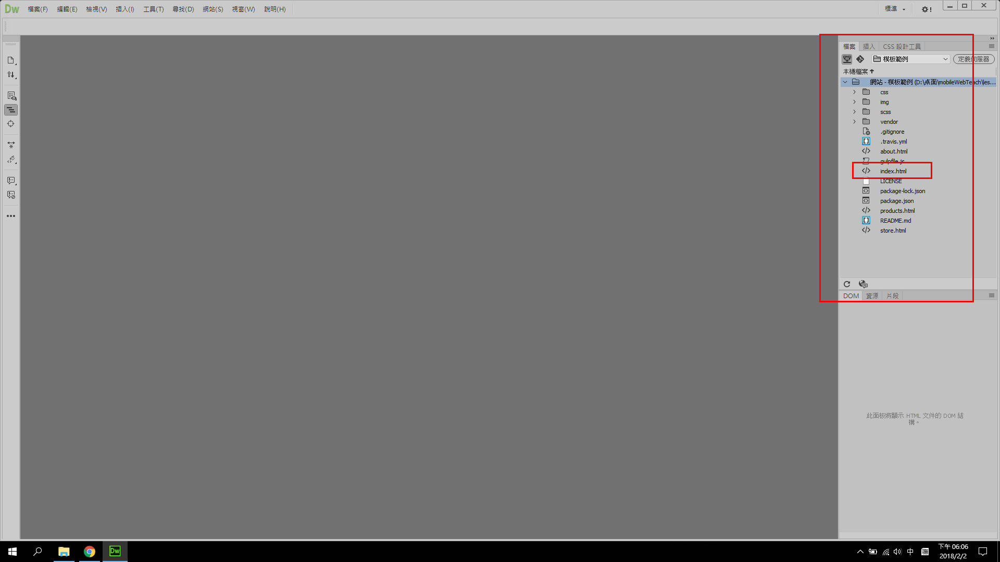 Dw 檔案(F) 編輯(E) 檢視(V) 插入(I) 工具(T) 尋找(D) 網站(S) 視窗(W) 說明(H) 標準
檔案 插入 CSS 設計工具
模板範例 定義伺服器
本機檔案
網站 - 模板範例 (D:\桌面\mobileWebTeach\les...
css
img
scss
vendor
.gitignore
.travis.yml
about.html
gulpfile.js
index.html
LICENSE
package-lock.json
package.json
products.html
README.md
store.html
DOM 資源 片段
此面板將顯示 HTML 文件的 DOM 結
構。
Dw
中
下午 06:06
2018/2/2